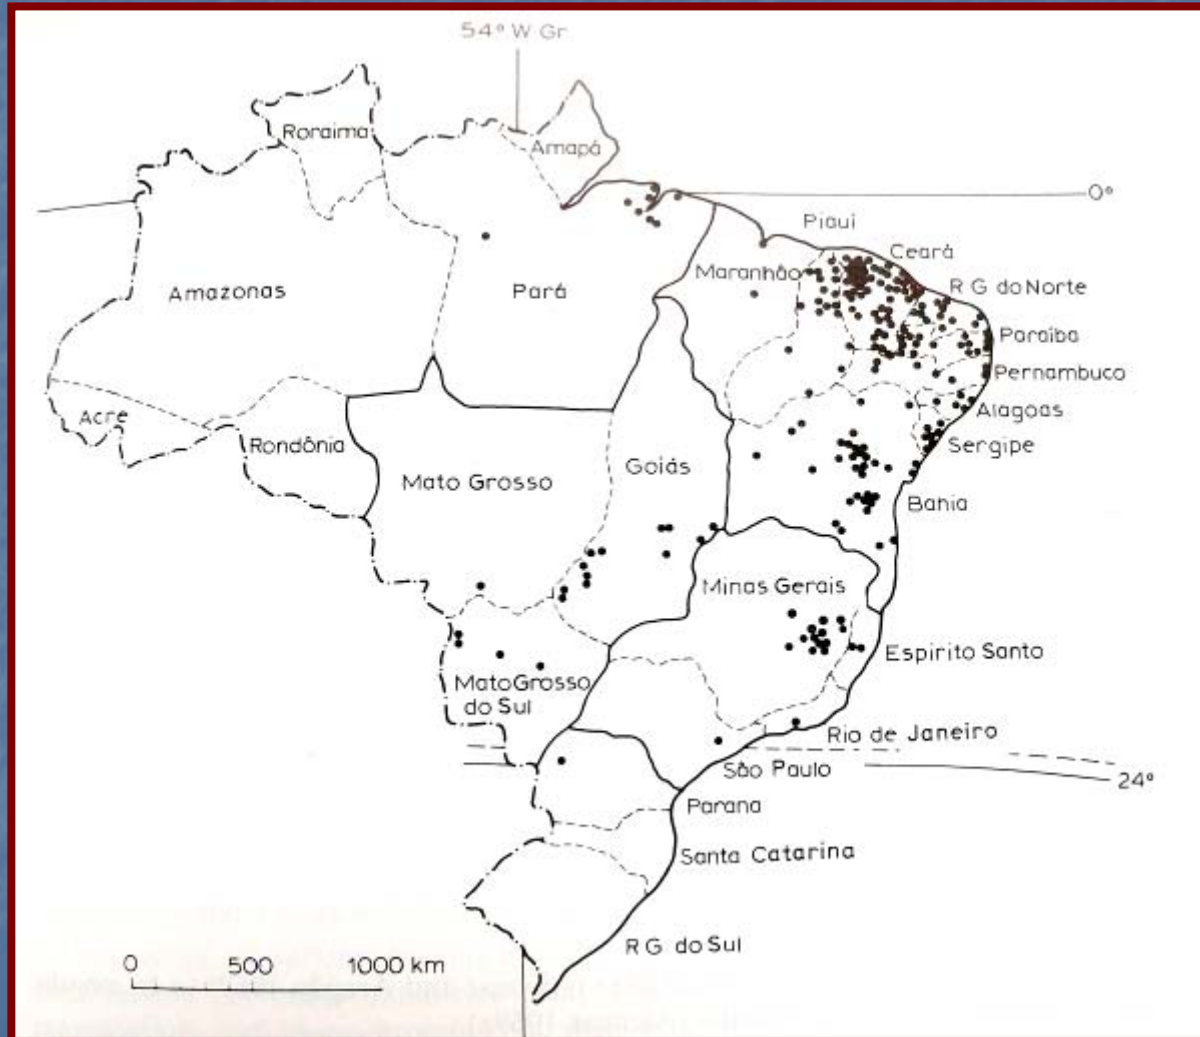 54° W Gr
Roraima
Amapá
0°
Piauí
Ceará
Maranhão
R G do Norte
Amazonas
Pará
Paraíba
Pernambuco
Acre
Alagoas
Rondônia
Sergipe
Goiás
Mato Grosso
Bahia
Minas Gerais
Espirito Santo
Mato Grosso
do Sul
Rio de Janeiro
São Paulo
24°
Parana
Santa Catarina
R G do Sul
0 500 1000 km